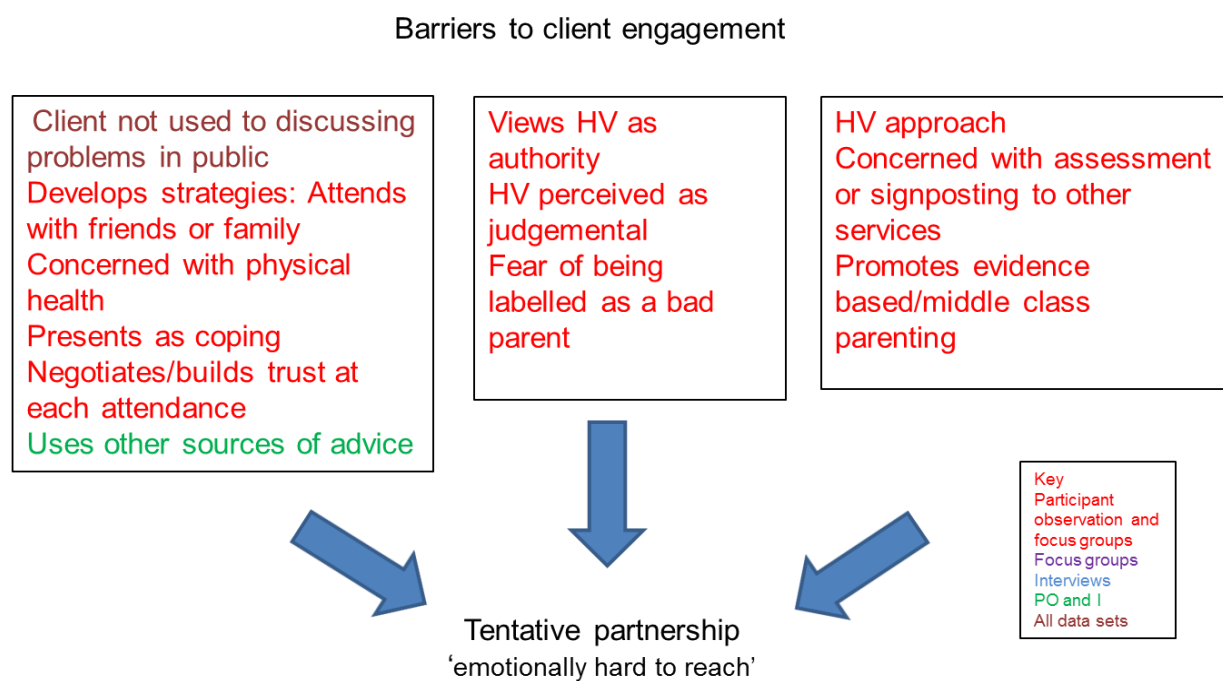 Barriers to client engagement
Client not used to discussing
problems in public
Develops strategies: Attends
with friends or family
Concerned with physical
health
Presents as coping
Negotiates/builds trust at
each attendance
Uses other sources of advice
Views HV as
authority
HV perceived as
judgemental
Fear of being
labelled as a bad
parent
HV approach
Concerned with assessment
or signposting to other
services
Promotes evidence
based/middle class
parenting
Key
Participant
observation and
focus groups
Focus groups
Interviews
PO and I
All data sets
Tentative partnership
‘emotionally hard to reach’